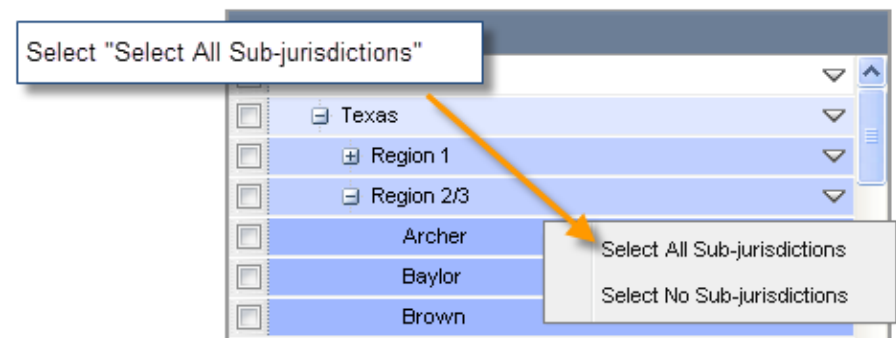 Select "Select All Sub-jurisdictions"
Texas
Region 1
Region 2/3
Archer
Select All Sub-jurisdictions
Baylor
Select No Sub-jurisdictions
Brown